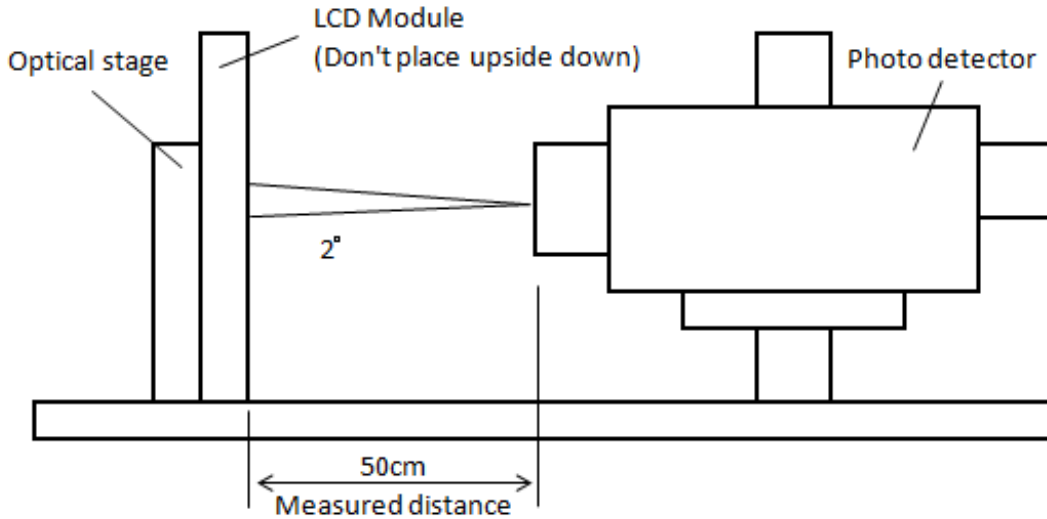 LCD Module
(Don't place upside down)
Optical stage
Photo detector
2°
50cm
Measured distance